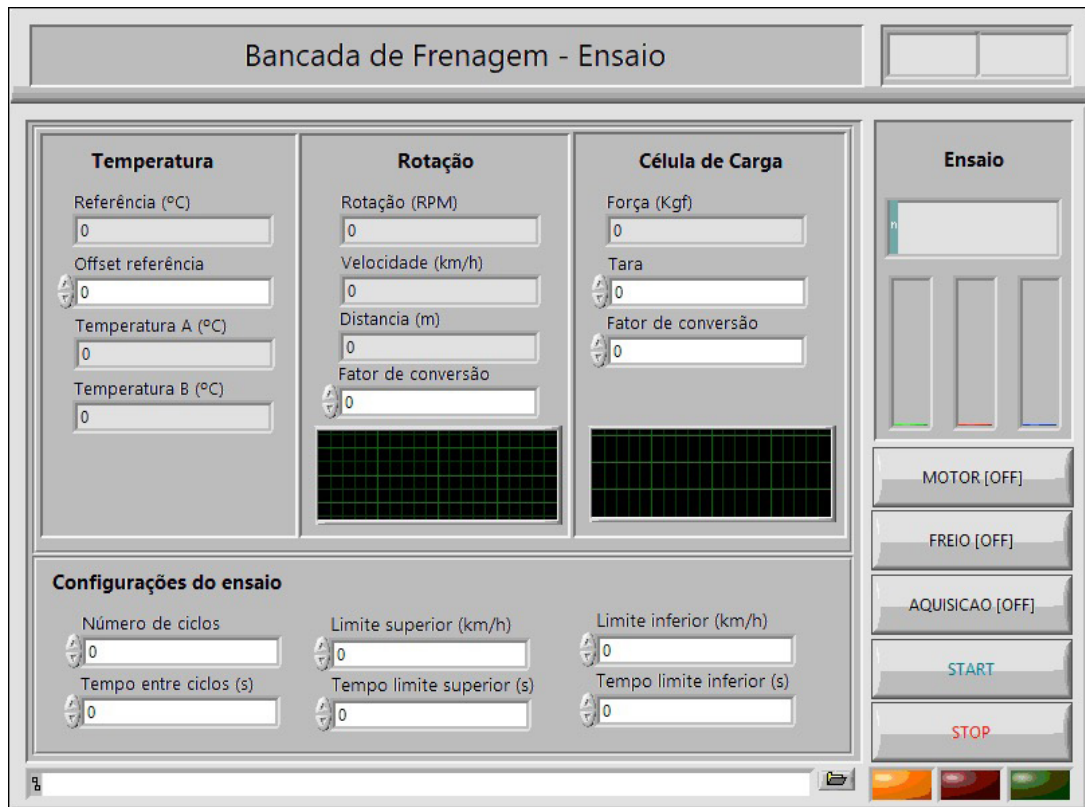 Bancada de Frenagem - Ensaio
Temperatura
Referência (ºC)
0
Offset referência
0
Temperatura A (ºC)
0
Temperatura B (ºC)
0
Rotação
Rotação (RPM)
0
Velocidade (km/h)
0
Distancia (m)
0
Fator de conversão
0
Célula de Carga
Força (Kgf)
0
Tara
0
Fator de conversão
0
Ensaio
n
MOTOR [OFF]
FREIO [OFF]
AQUISICAO [OFF]
START
STOP
Configurações do ensaio
Número de ciclos
0
Tempo entre ciclos (s)
0
Limite superior (km/h)
0
Tempo limite superior (s)
0
Limite inferior (km/h)
0
Tempo limite inferior (s)
0